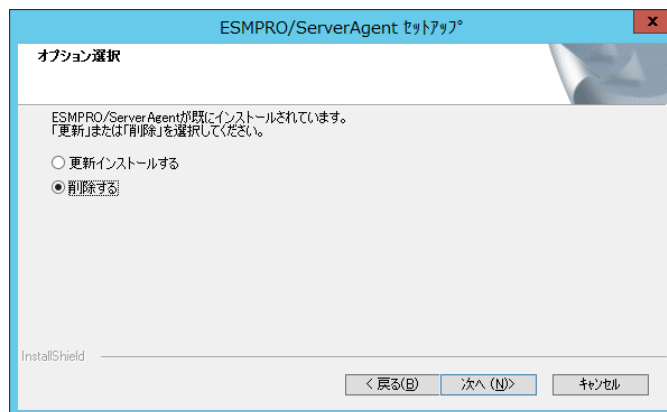 ESMPRO/ServerAgent ｾｯﾄｱｯﾌﾟ
x
オプション選択
ESMPRO/ServerAgentが既にインストールされています。
「更新」または「削除」を選択してください。
更新インストールする
削除する
InstallShield
< 戻る(B)
次へ (N)>
ｷｬﾝｾﾙ